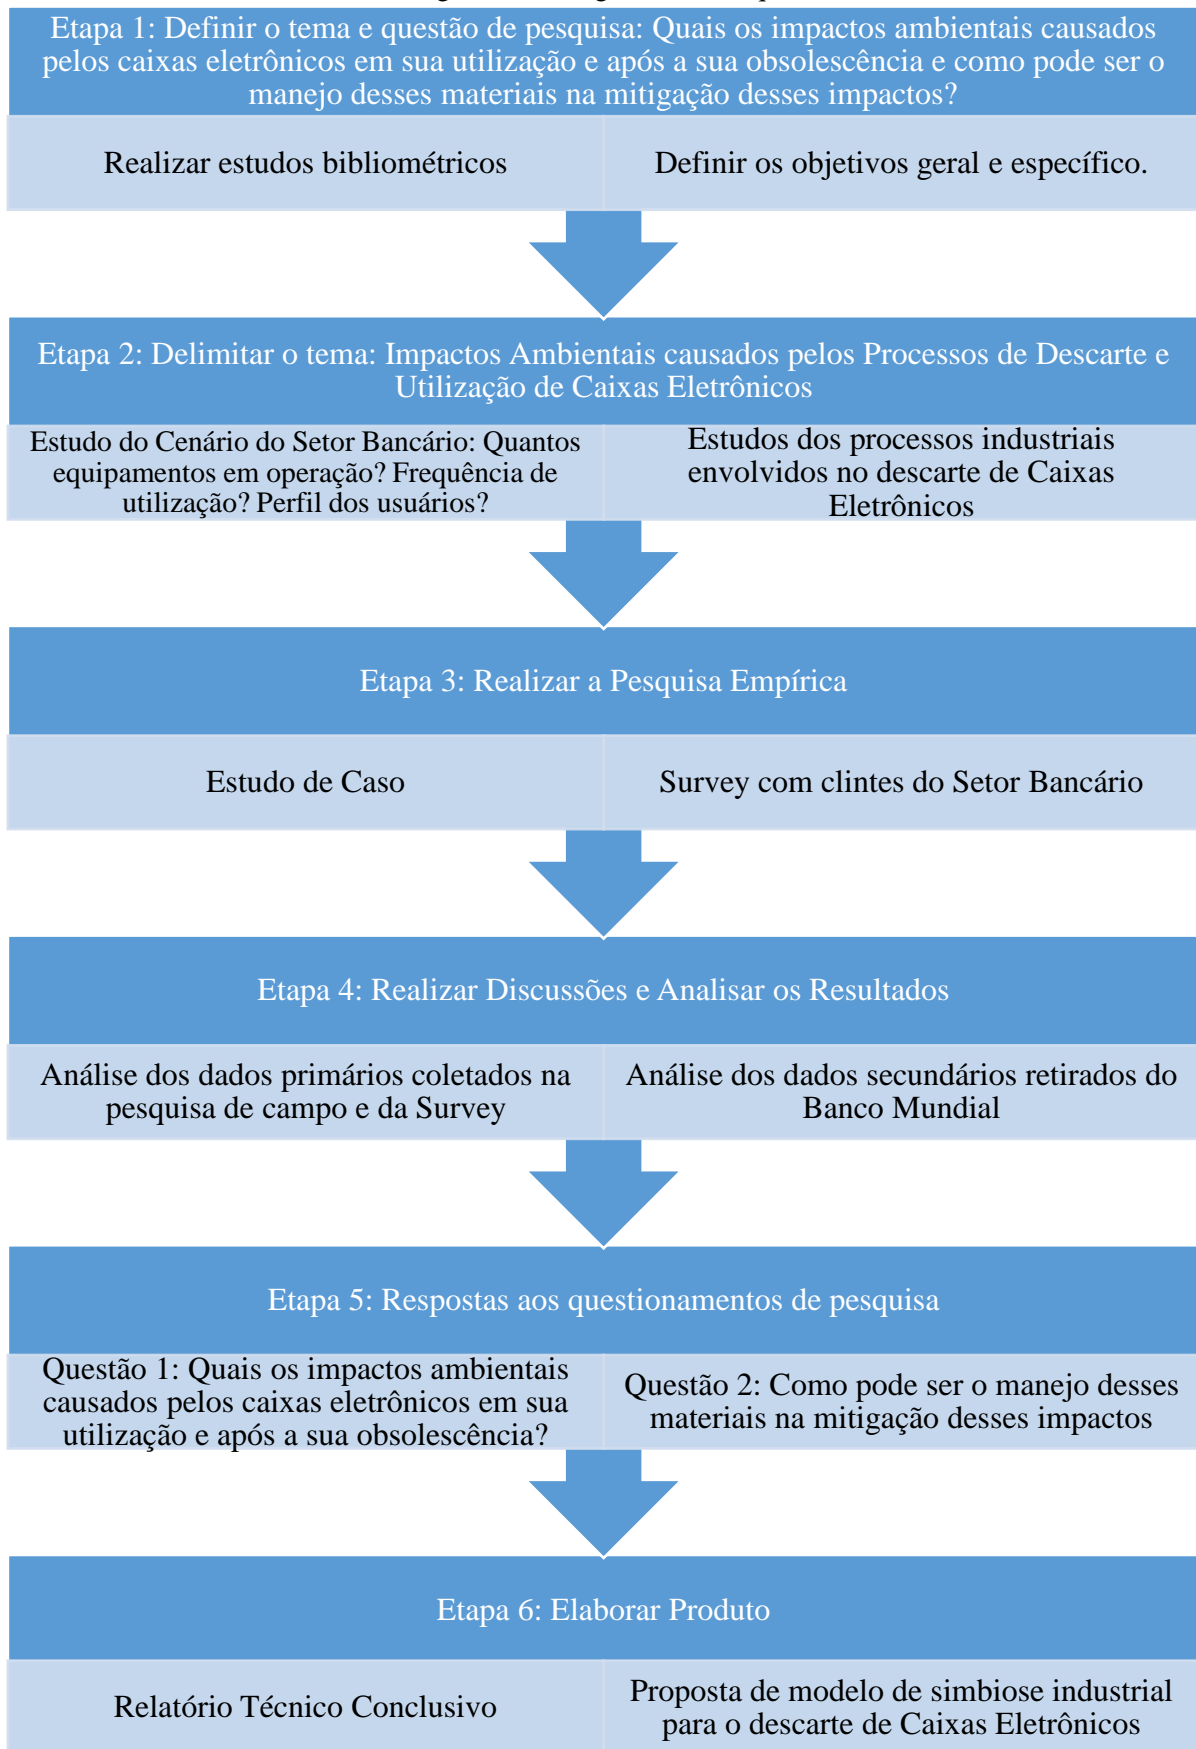 Etapa 1: Definir o tema e questão de pesquisa: Quais os impactos ambientais causados
pelos caixas eletrônicos em sua utilização e após a sua obsolescência e como pode ser o
manejo desses materiais na mitigação desses impactos?
Realizar estudos bibliométricos
Definir os objetivos geral e específico.
Etapa 2: Delimitar o tema: Impactos Ambientais causados pelos Processos de Descarte e
Utilização de Caixas Eletrônicos
Estudo do Cenário do Setor Bancário: Quantos
equipamentos em operação? Frequência de
utilização? Perfil dos usuários?
Estudos dos processos industriais
envolvidos no descarte de Caixas
Eletrônicos
Etapa 3: Realizar a Pesquisa Empírica
Estudo de Caso
Survey com clintes do Setor Bancário
Etapa 4: Realizar Discussões e Analisar os Resultados
Análise dos dados primários coletados na
pesquisa de campo e da Survey
Análise dos dados secundários retirados do
Banco Mundial
Etapa 5: Respostas aos questionamentos de pesquisa
Questão 1: Quais os impactos ambientais
causados pelos caixas eletrônicos em sua
utilização e após a sua obsolescência?
Questão 2: Como pode ser o manejo desses
materiais na mitigação desses impactos
Etapa 6: Elaborar Produto
Relatório Técnico Conclusivo
Proposta de modelo de simbiose industrial
para o descarte de Caixas Eletrônicos